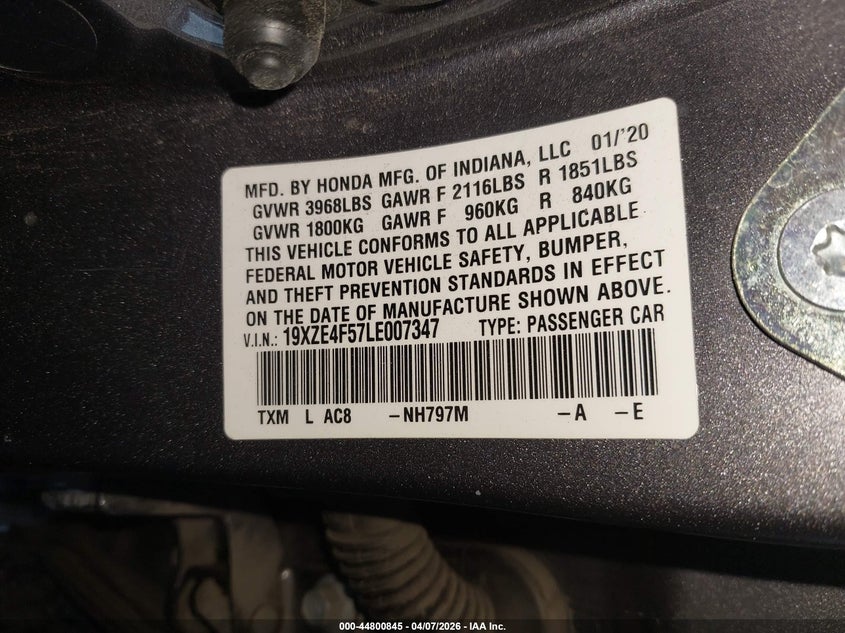 MFD. BY HONDA MFG. OF INDIANA, LLC 01/'20
GVWR 3968LBS GAWR F 2116LBS R 1851LBS
GVWR 1800KG GAWR F 960KG R 840KG
THIS VEHICLE CONFORMS TO ALL APPLICABLE
FEDERAL MOTOR VEHICLE SAFETY, BUMPER,
AND THEFT PREVENTION STANDARDS IN EFFECT
ON THE DATE OF MANUFACTURE SHOWN ABOVE.
V.I.N.: 19XZE4F57LE007347 TYPE: PASSENGER CAR
TXM L AC8 -NH797M -A -E
000-44800845 - 04/07/2026 - IAA Inc.